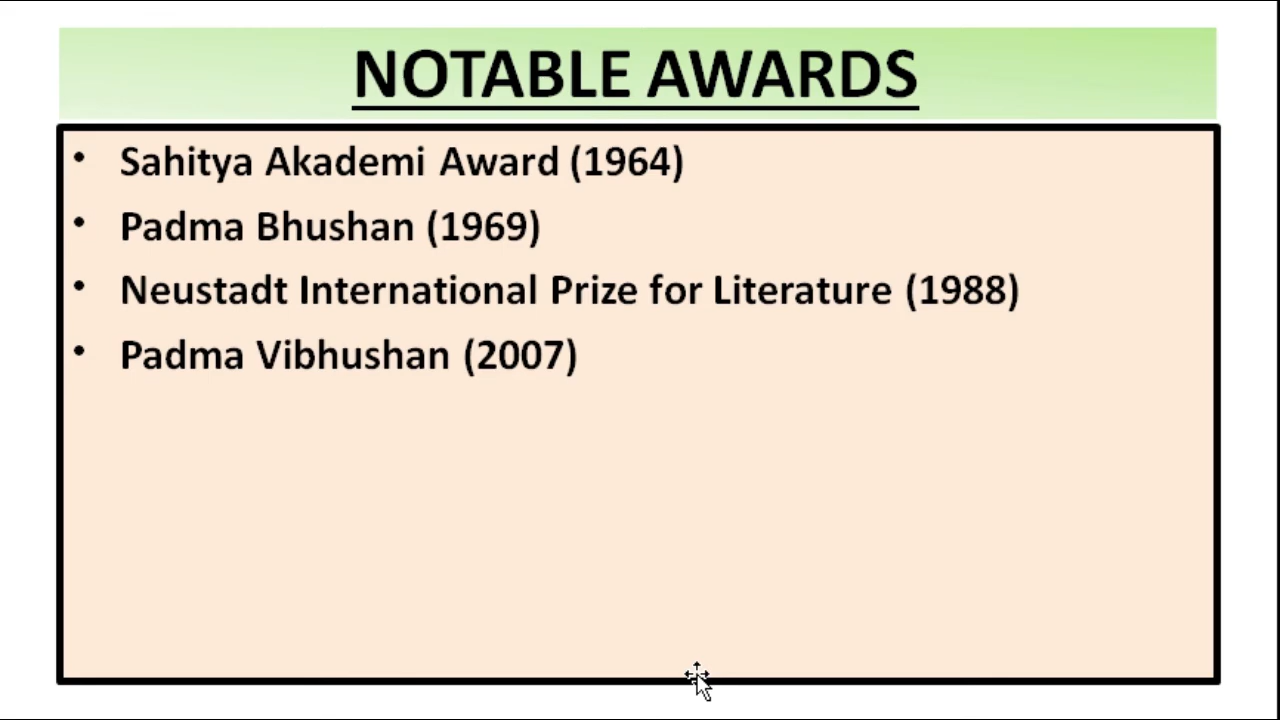 NOTABLE AWARDS
• Sahitya Akademi Award (1964)
• Padma Bhushan (1969)
• Neustadt International Prize for Literature (1988)
• Padma Vibhushan (2007)